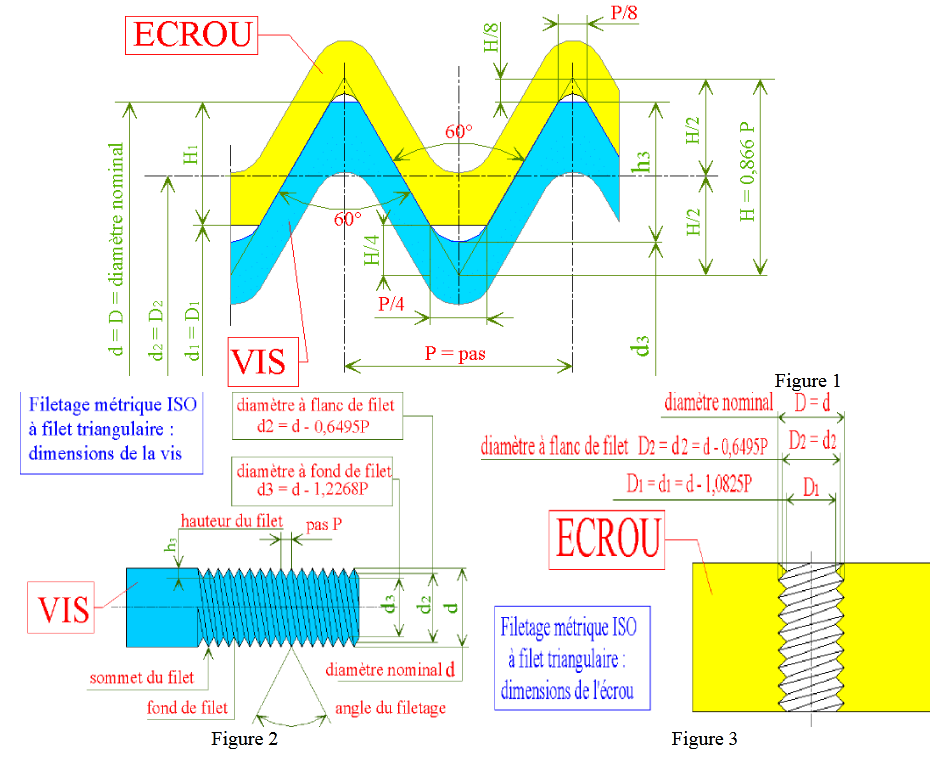 ECROU
P/8
H/8
60°
H1
h3
H/2
H = 0,866 P
60°
H/2
H/4
d = D = diamètre nominal
d2 = D2
d1 = D1
P/4
d3
VIS
P = pas
Figure 1
Filetage métrique ISO
à filet triangulaire :
dimensions de la vis
diamètre à flanc de filet
d2 = d - 0,6495P
diamètre à fond de filet
d3 = d - 1,2268P
hauteur du filet
pas P
h3
VIS
d3
d2
d
sommet du filet
diamètre nominal d
fond de filet
angle du filetage
Figure 2
diamètre nominal
D = d
diamètre à flanc de filet D2 = d2 = d - 0,6495P
D2 = d2
D1 = d1 = d - 1,0825P
D1
ECROU
Filetage métrique ISO
à filet triangulaire :
dimensions de l'écrou
Figure 3